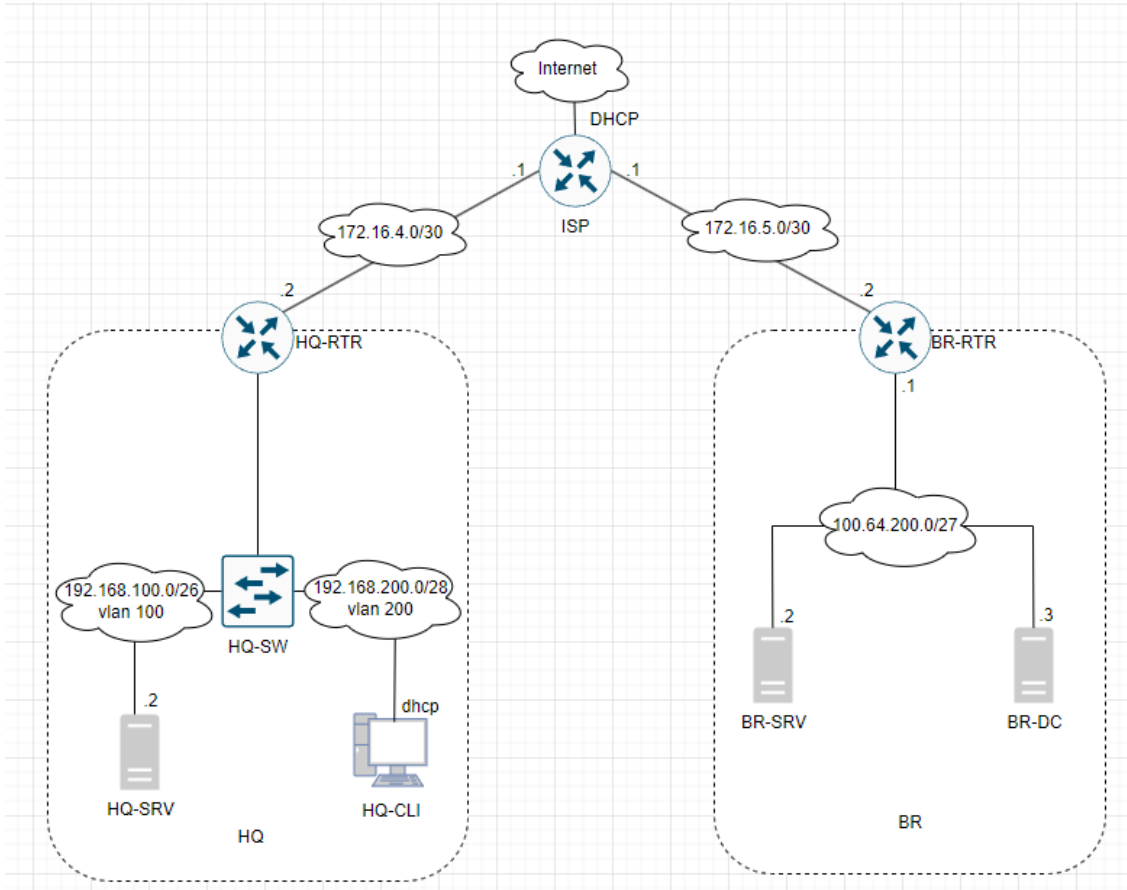 Internet
DHCP
.1
.1
ISP
172.16.4.0/30
172.16.5.0/30
.2
.2
HQ-RTR
BR-RTR
.1
100.64.200.0/27
192.168.100.0/26
vlan 100
192.168.200.0/28
vlan 200
HQ-SW
.2
.3
.2
dhcp
BR-SRV
BR-DC
HQ-SRV
HQ-CLI
HQ
BR